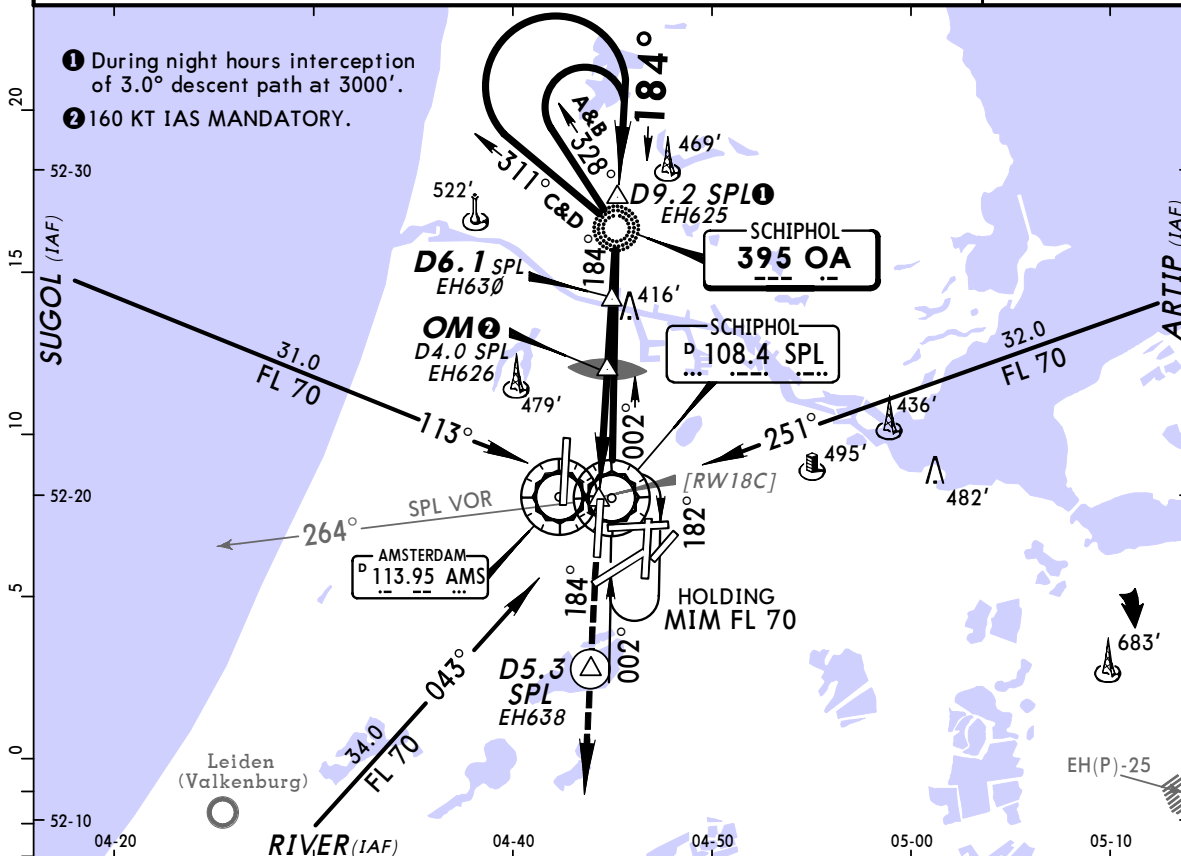 ❶ During night hours interception
of 3.0° descent path at 3000'.
❷ 160 KT IAS MANDATORY.
184°
A&B
328°
311° C&D
469'
522'
D9.2 SPL❶
EH625
SCHIPHOL
395 OA
184°
D6.1 SPL
EH63Ø
416'
OM❷
D4.0 SPL
EH626
SCHIPHOL
D 108.4 SPL
479'
SUGOL (IAF)
31.0
FL 70
113°
ARTIP (IAF)
32.0
FL 70
251°
436'
495'
482'
002°
[RW18C]
SPL VOR
264°
182°
AMSTERDAM
D 113.95 AMS
184°
HOLDING
MIM FL 70
002°
D5.3
SPL
EH638
043°
34.0
FL 70
RIVER (IAF)
683'
EH(P)-25
Leiden
(Valkenburg)
20
15
10
5
0
52-30
52-20
52-10
04-20
04-40
04-50
05-00
05-10